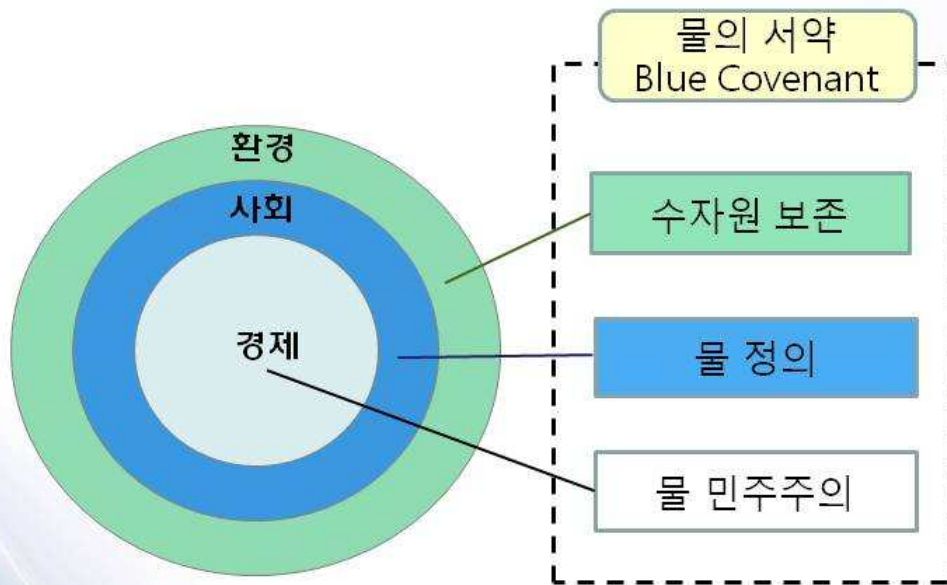 물의 서약
Blue Covenant
환경
사회
경제
수자원 보존
물 정의
물 민주주의